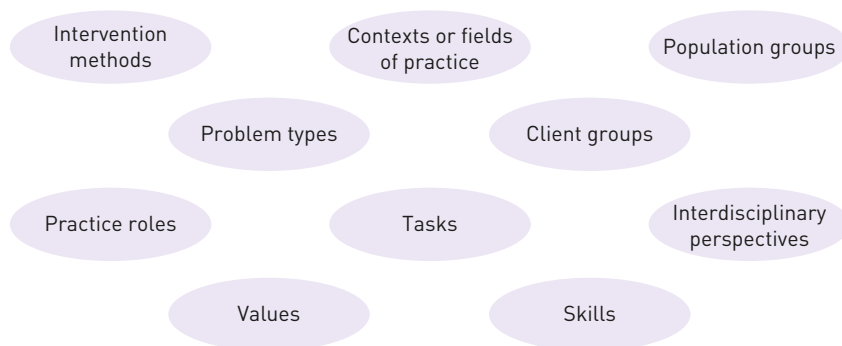 Intervention
methods
Contexts or fields
of practice
Population groups
Problem types
Client groups
Practice roles
Tasks
Interdisciplinary
perspectives
Values
Skills